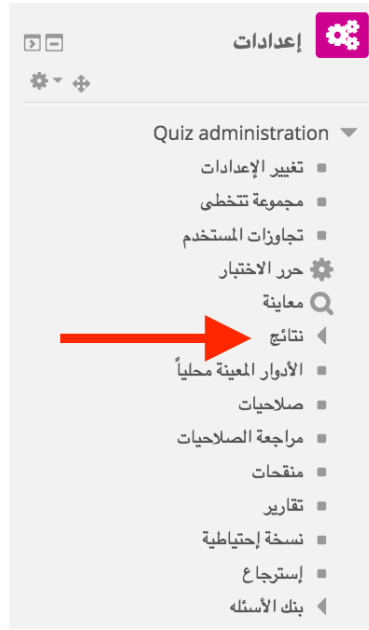 إعدادات
Quiz administration
تغيير الإعدادات
مجموعة تتخطى
تجاوزات المستخدم
حرر الاختبار
معاينة
نتائج
الأدوار المعينة محلياً
صلاحيات
مراجعة الصلاحيات
منقحات
تقارير
نسخة إحتياطية
إسترجاع
بنك الأسئله